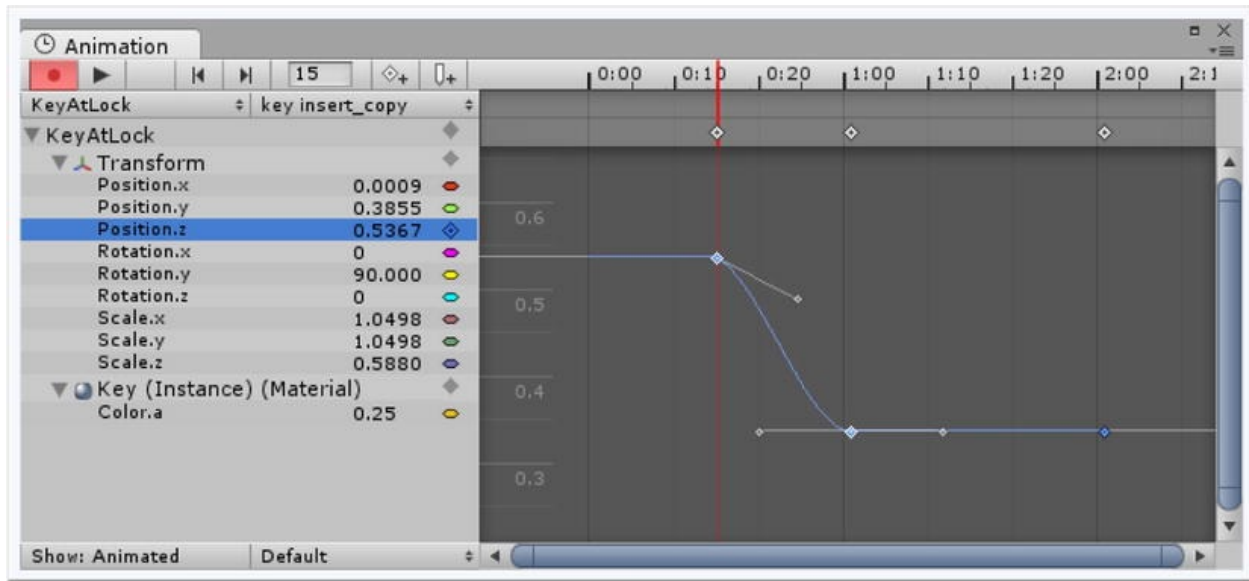 Animation
15 0:00 0:10 0:20 1:00 1:10 1:20 2:00 2:1
KeyAtLock key insert_copy
KeyAtLock
Transform
Position.x 0.0009
Position.y 0.3855
Position.z 0.5367
Rotation.x 0
Rotation.y 90.000
Rotation.z 0
Scale.x 1.0498
Scale.y 1.0498
Scale.z 0.5880
Key (Instance) (Material)
Color.a 0.25
0.6
0.5
0.4
0.3
Show: Animated Default